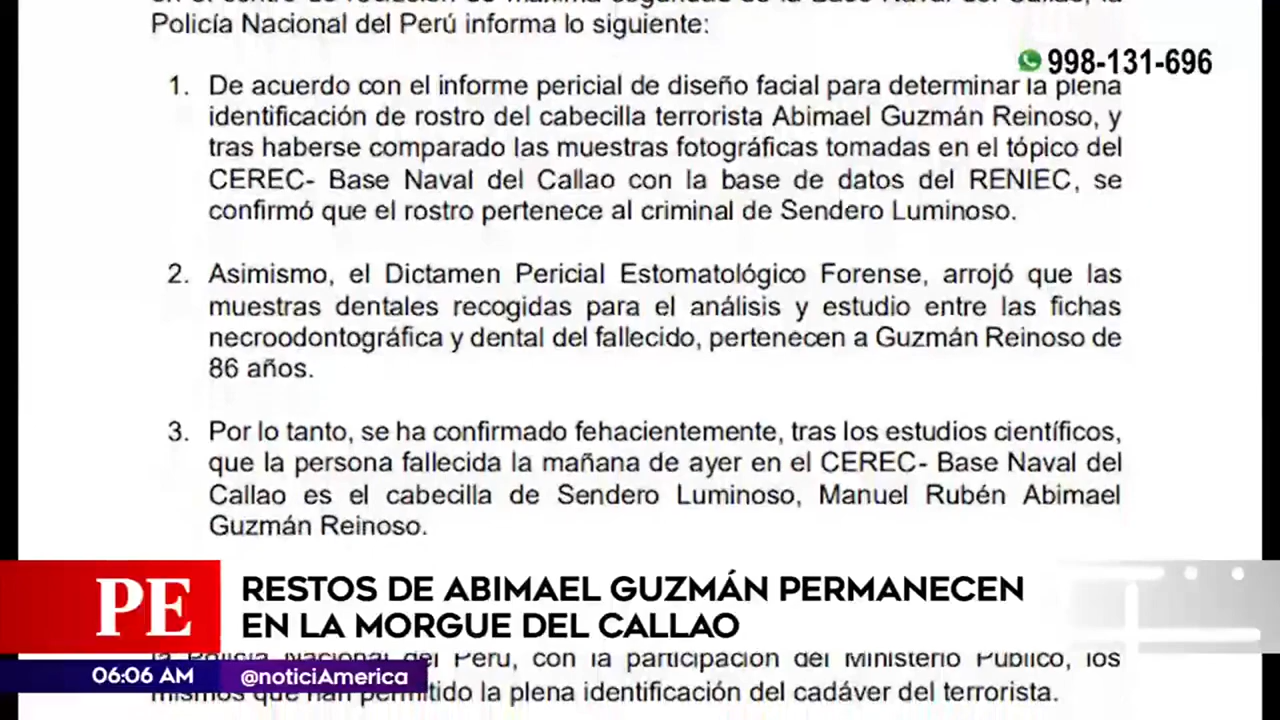 Policía Nacional del Perú informa lo siguiente:
998-131-696
1. De acuerdo con el informe pericial de diseño facial para determinar la plena
identificación de rostro del cabecilla terrorista Abimael Guzmán Reinoso, y
tras haberse comparado las muestras fotográficas tomadas en el tópico del
CEREC- Base Naval del Callao con la base de datos del RENIEC, se
confirmó que el rostro pertenece al criminal de Sendero Luminoso.
2. Asimismo, el Dictamen Pericial Estomatológico Forense, arrojó que las
muestras dentales recogidas para el análisis y estudio entre las fichas
necroodontográfica y dental del fallecido, pertenecen a Guzmán Reinoso de
86 años.
3. Por lo tanto, se ha confirmado fehacientemente, tras los estudios científicos,
que la persona fallecida la mañana de ayer en el CEREC- Base Naval del
Callao es el cabecilla de Sendero Luminoso, Manuel Rubén Abimael
Guzmán Reinoso.
PE
RESTOS DE ABIMAEL GUZMÁN PERMANECEN
EN LA MORGUE DEL CALLAO
la Policía Nacional del Perú, con la participación del Ministerio Público, los
06:06 AM
@noticiAmerica
mismos que han permitido la plena identificación del cadáver del terrorista.